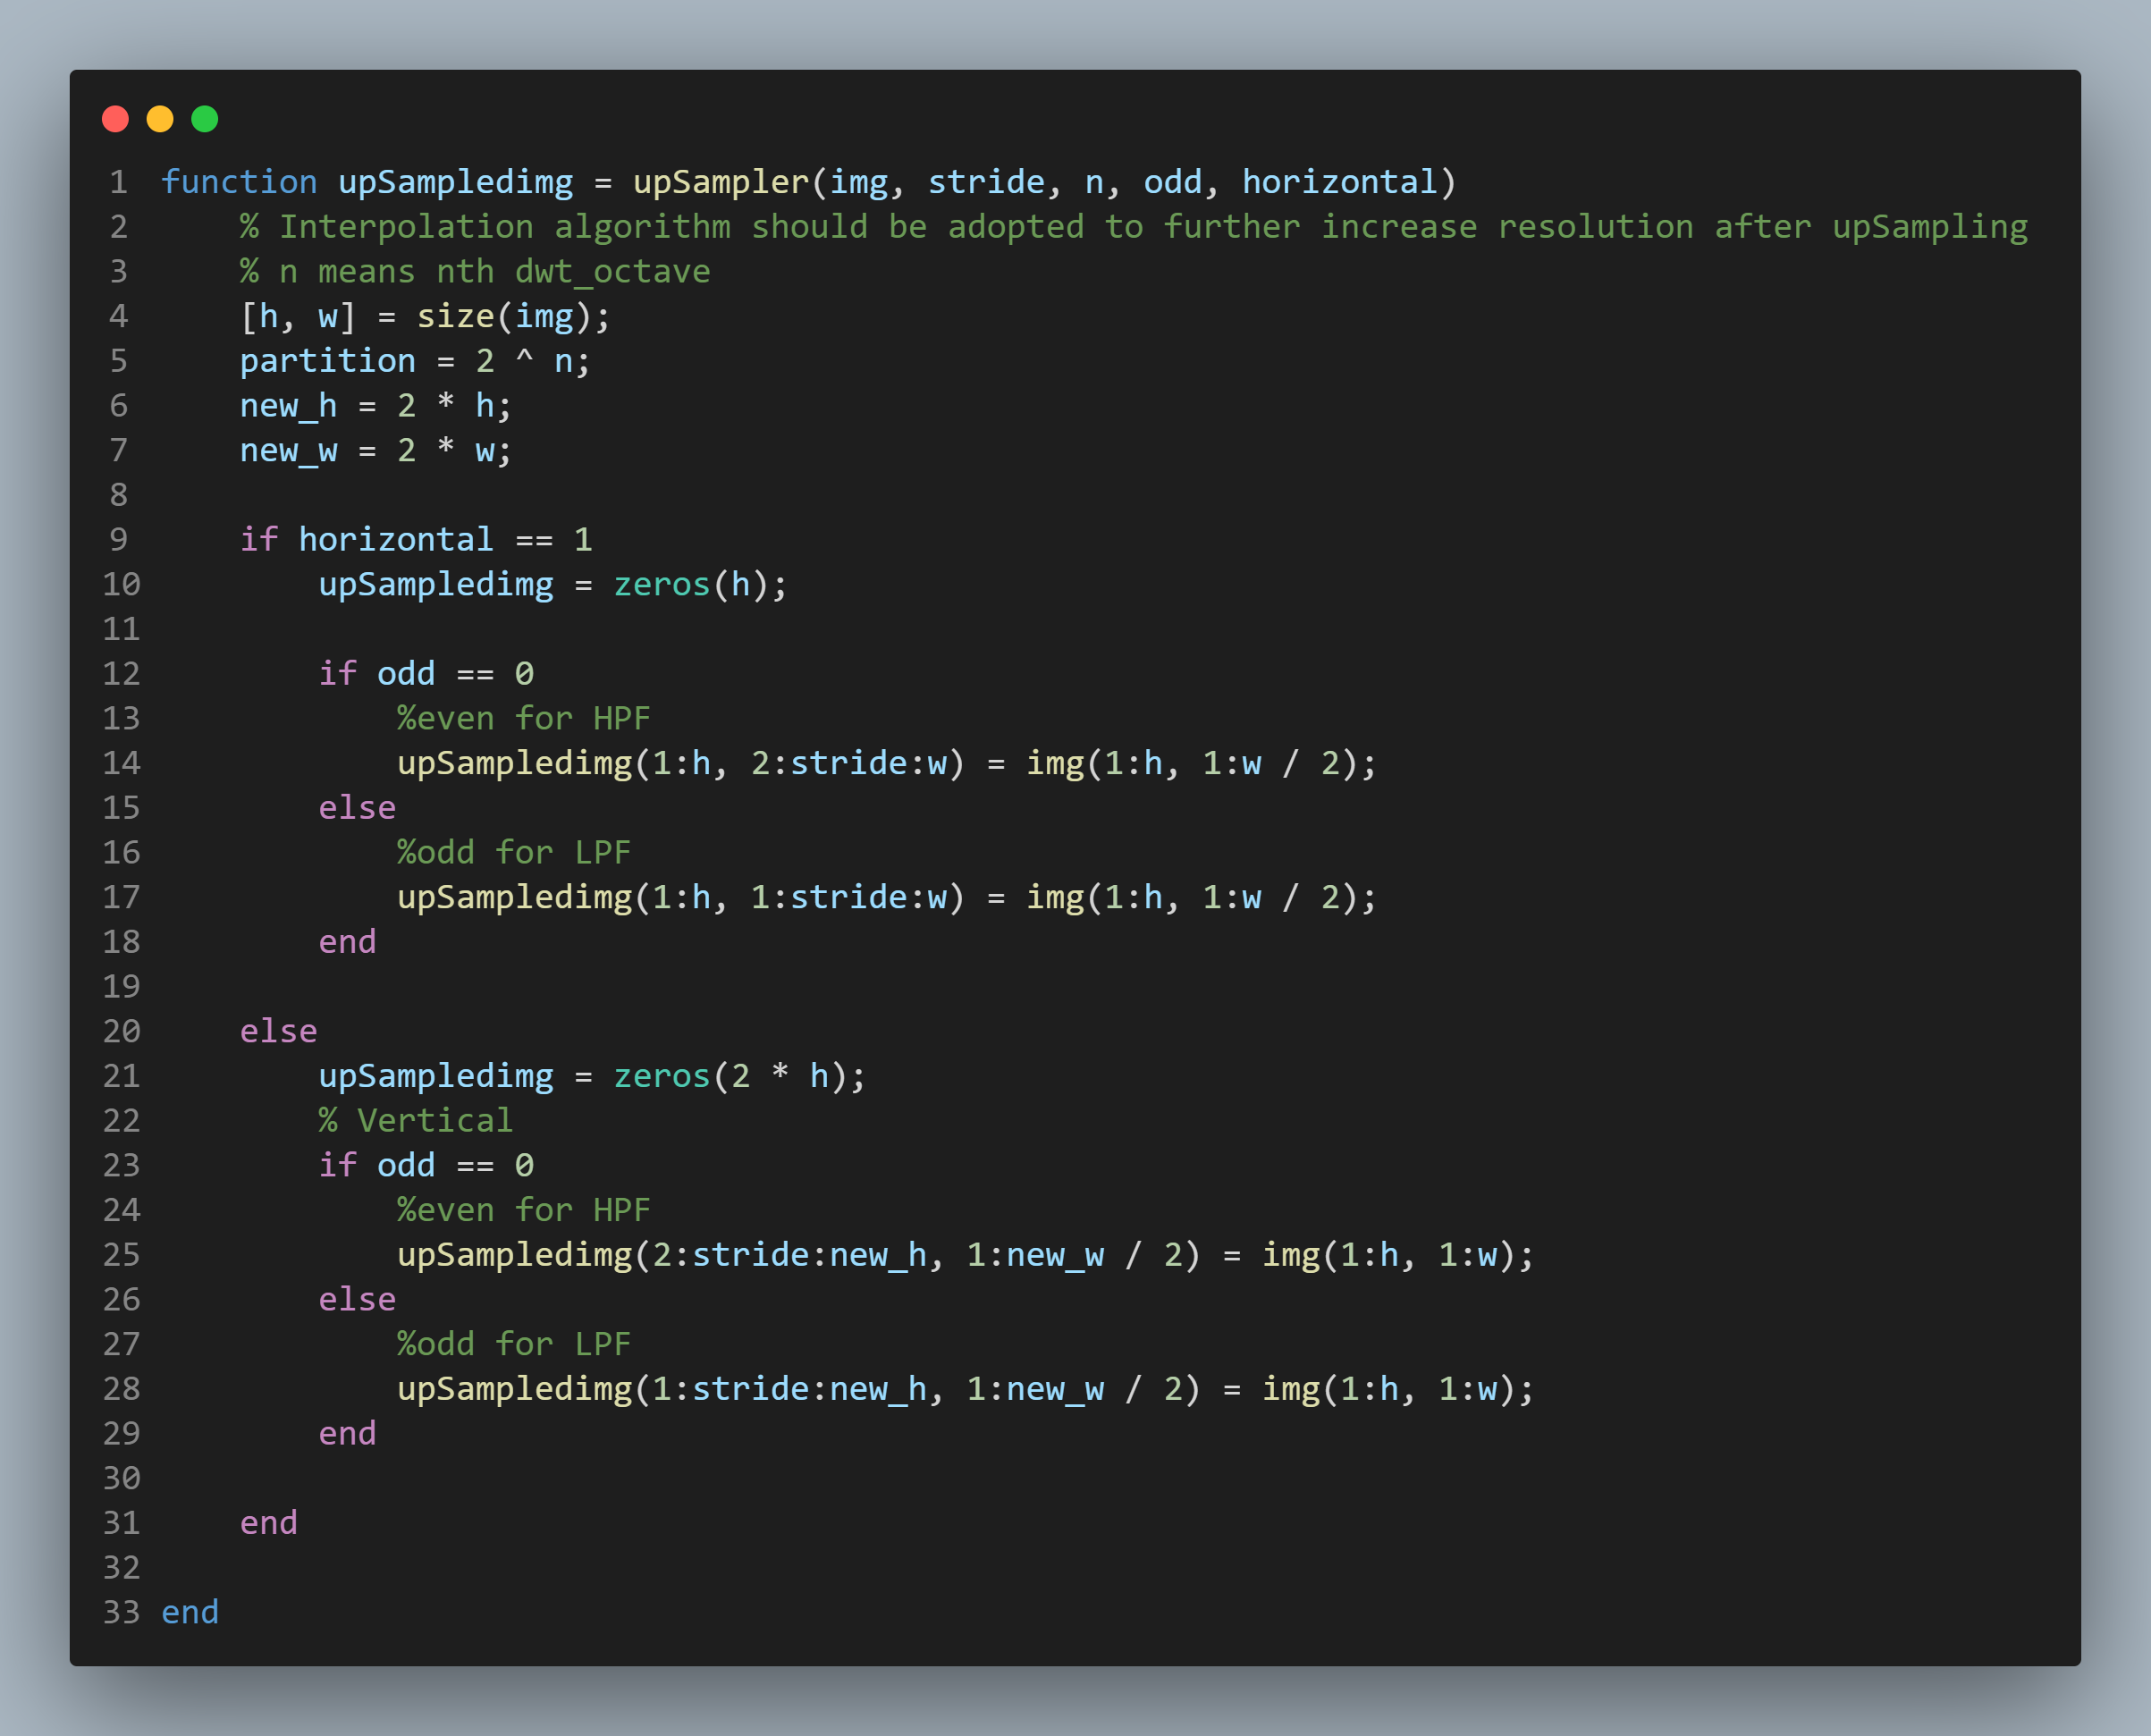 1 function upSampledimg = upSampler(img, stride, n, odd, horizontal)
2     % Interpolation algorithm should be adopted to further increase resolution after upSampling
3     % n means nth dwt_octave
4     [h, w] = size(img);
5     partition = 2 ^ n;
6     new_h = 2 * h;
7     new_w = 2 * w;
8
9     if horizontal == 1
10         upSampledimg = zeros(h);
11
12         if odd == 0
13             %even for HPF
14             upSampledimg(1:h, 2:stride:w) = img(1:h, 1:w / 2);
15         else
16             %odd for LPF
17             upSampledimg(1:h, 1:stride:w) = img(1:h, 1:w / 2);
18         end
19
20     else
21         upSampledimg = zeros(2 * h);
22         % Vertical
23         if odd == 0
24             %even for HPF
25             upSampledimg(2:stride:new_h, 1:new_w / 2) = img(1:h, 1:w);
26         else
27             %odd for LPF
28             upSampledimg(1:stride:new_h, 1:new_w / 2) = img(1:h, 1:w);
29         end
30
31     end
32
33 end